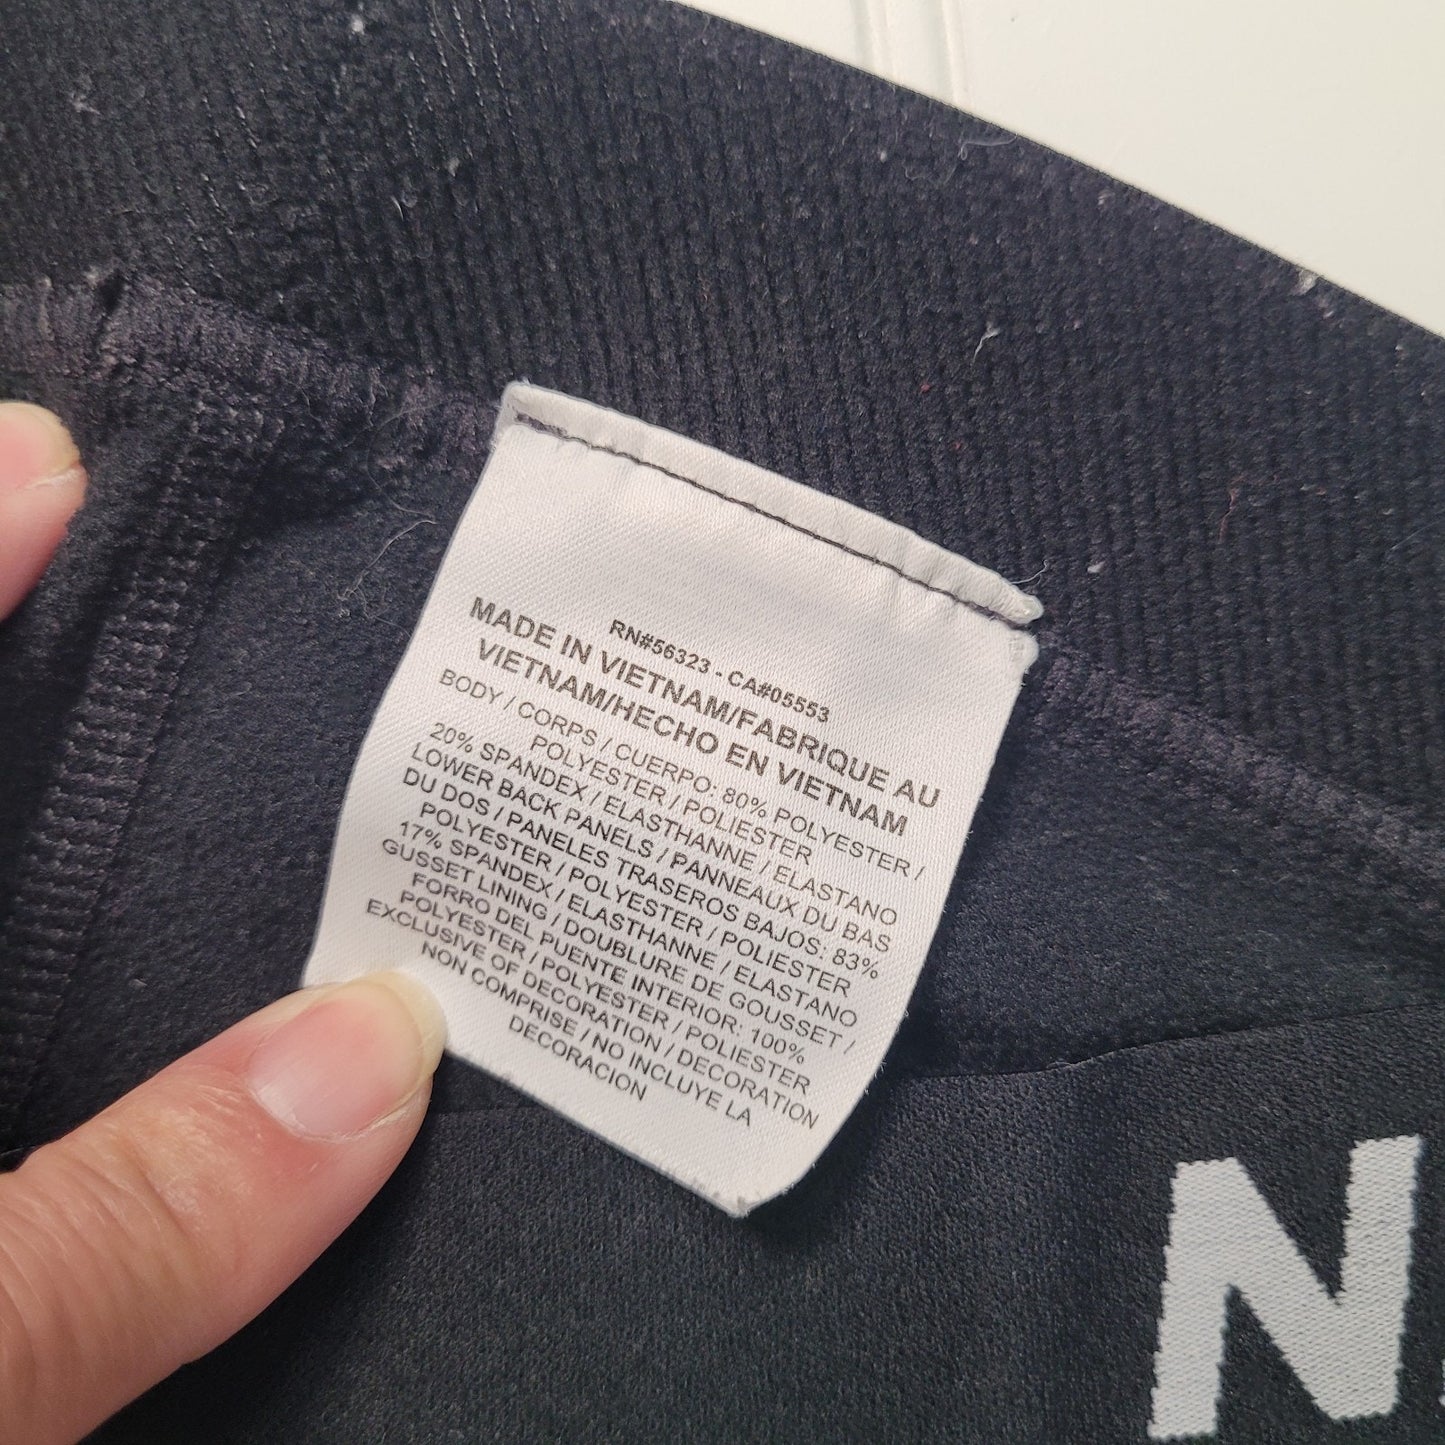 RN#56323 - CA#05553
MADE IN VIETNAM/FABRIQUE AU
VIETNAM/HECHO EN VIETNAM
BODY / CORPS / CUERPO: 80% POLYESTER /
POLYESTER / POLIESTER
20% SPANDEX / ELASTHANNE / ELASTANO
LOWER BACK PANELS / PANNEAUX DU BAS
DU DOS / PANELES TRASEROS BAJOS: 83%
POLYESTER / POLYESTER / POLIESTER
17% SPANDEX / ELASTHANNE / ELASTANO
GUSSET LINING / DOUBLURE DE GOUSSET /
FORRO DEL PUENTE INTERIOR: 100%
POLYESTER / POLYESTER / POLIESTER
EXCLUSIVE OF DECORATION / DECORATION
NON COMPRISE / NO INCLUYE LA
DECORACION
N